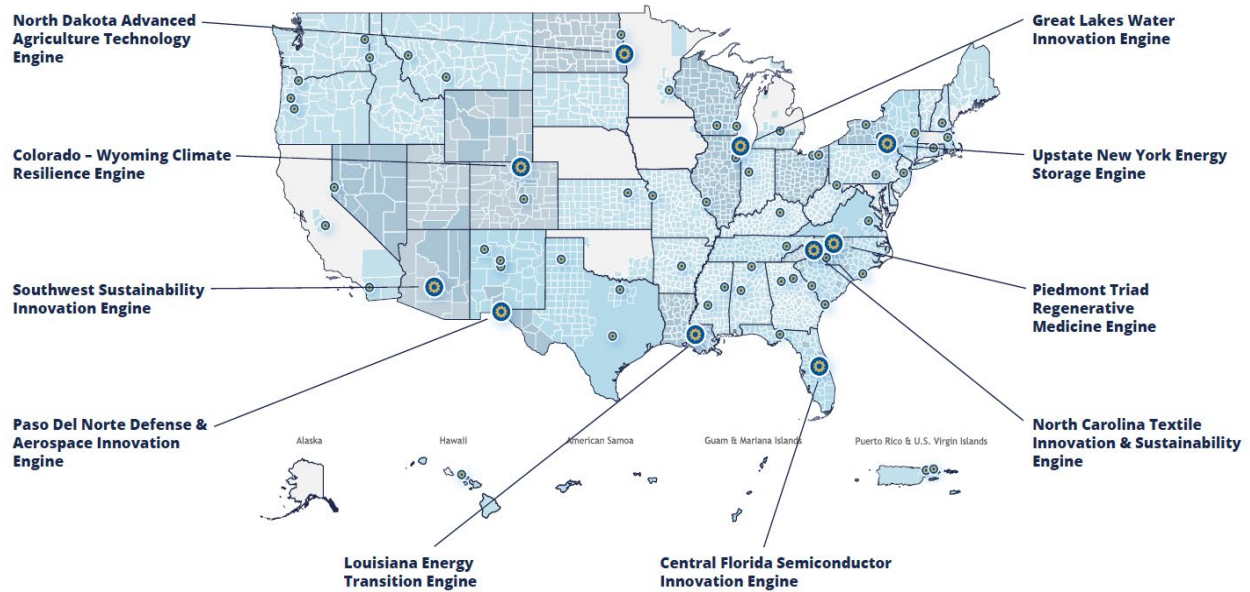 North Dakota Advanced
Agriculture Technology
Engine
Great Lakes Water
Innovation Engine
Colorado – Wyoming Climate
Resilience Engine
Upstate New York Energy
Storage Engine
Southwest Sustainability
Innovation Engine
Piedmont Triad
Regenerative
Medicine Engine
Paso Del Norte Defense &
Aerospace Innovation
Engine
North Carolina Textile
Innovation & Sustainability
Engine
Alaska
Hawaii
American Samoa
Guam & Mariana Islands
Puerto Rico & U.S. Virgin Islands
Louisiana Energy
Transition Engine
Central Florida Semiconductor
Innovation Engine